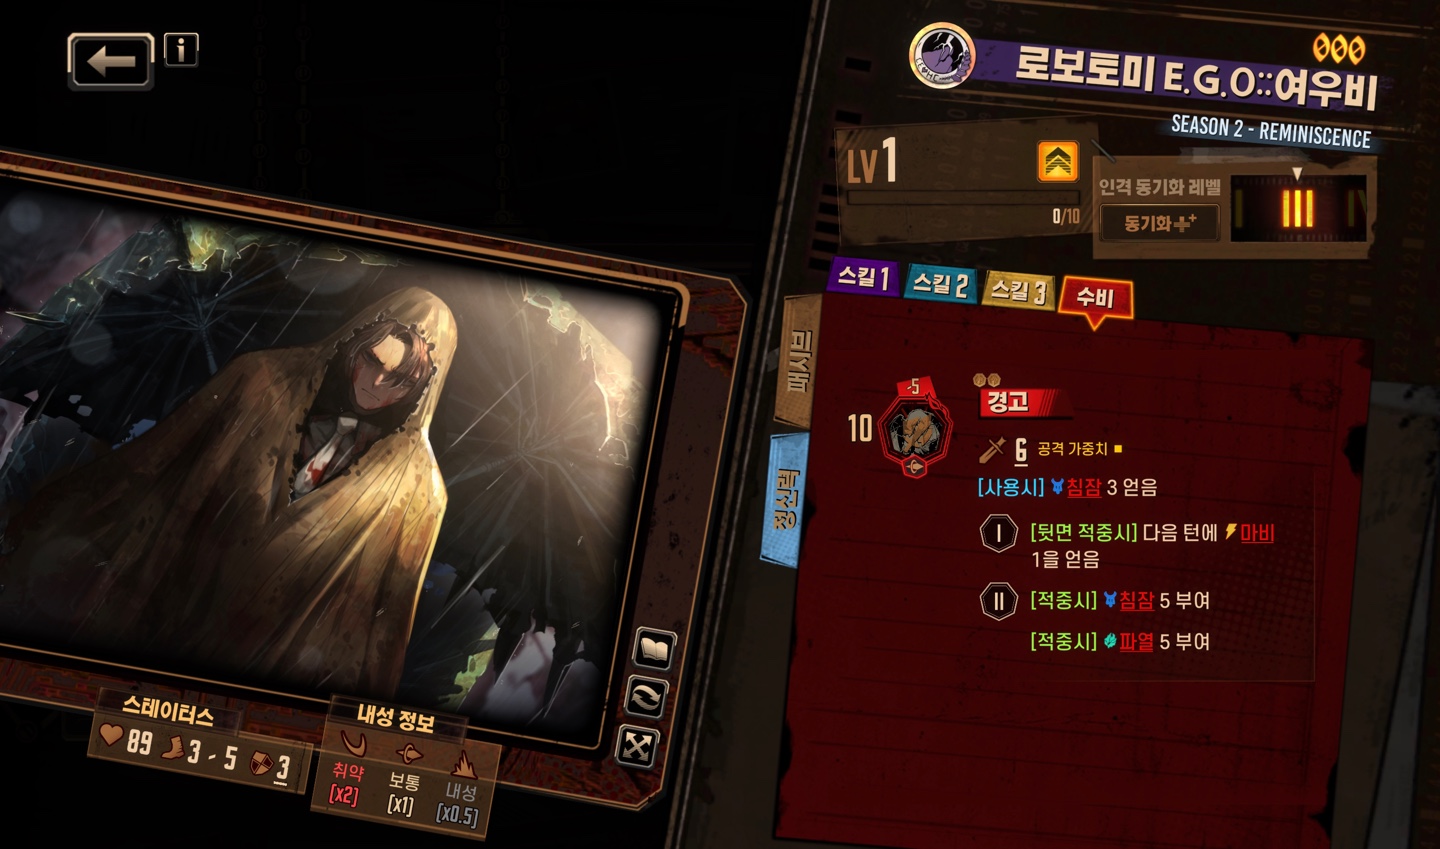 로보토미 E.G.O::여우비
SEASON 2 - REMINISCENCE
LV 1
0/10
인격 동기화 레벨
동기화
스킬 1
스킬 2
스킬 3
수비
패시브
정신력
-5
10
경고
6 공격 가중치
[사용시] 침잠 3 얻음
I [뒷면 적중시] 다음 턴에 마비
1을 얻음
II [적중시] 침잠 5 부여
[적중시] 파열 5 부여
스테이터스
89 3 - 5 3
내성 정보
취약 보통 내성
[x2] [x1] [x0.5]